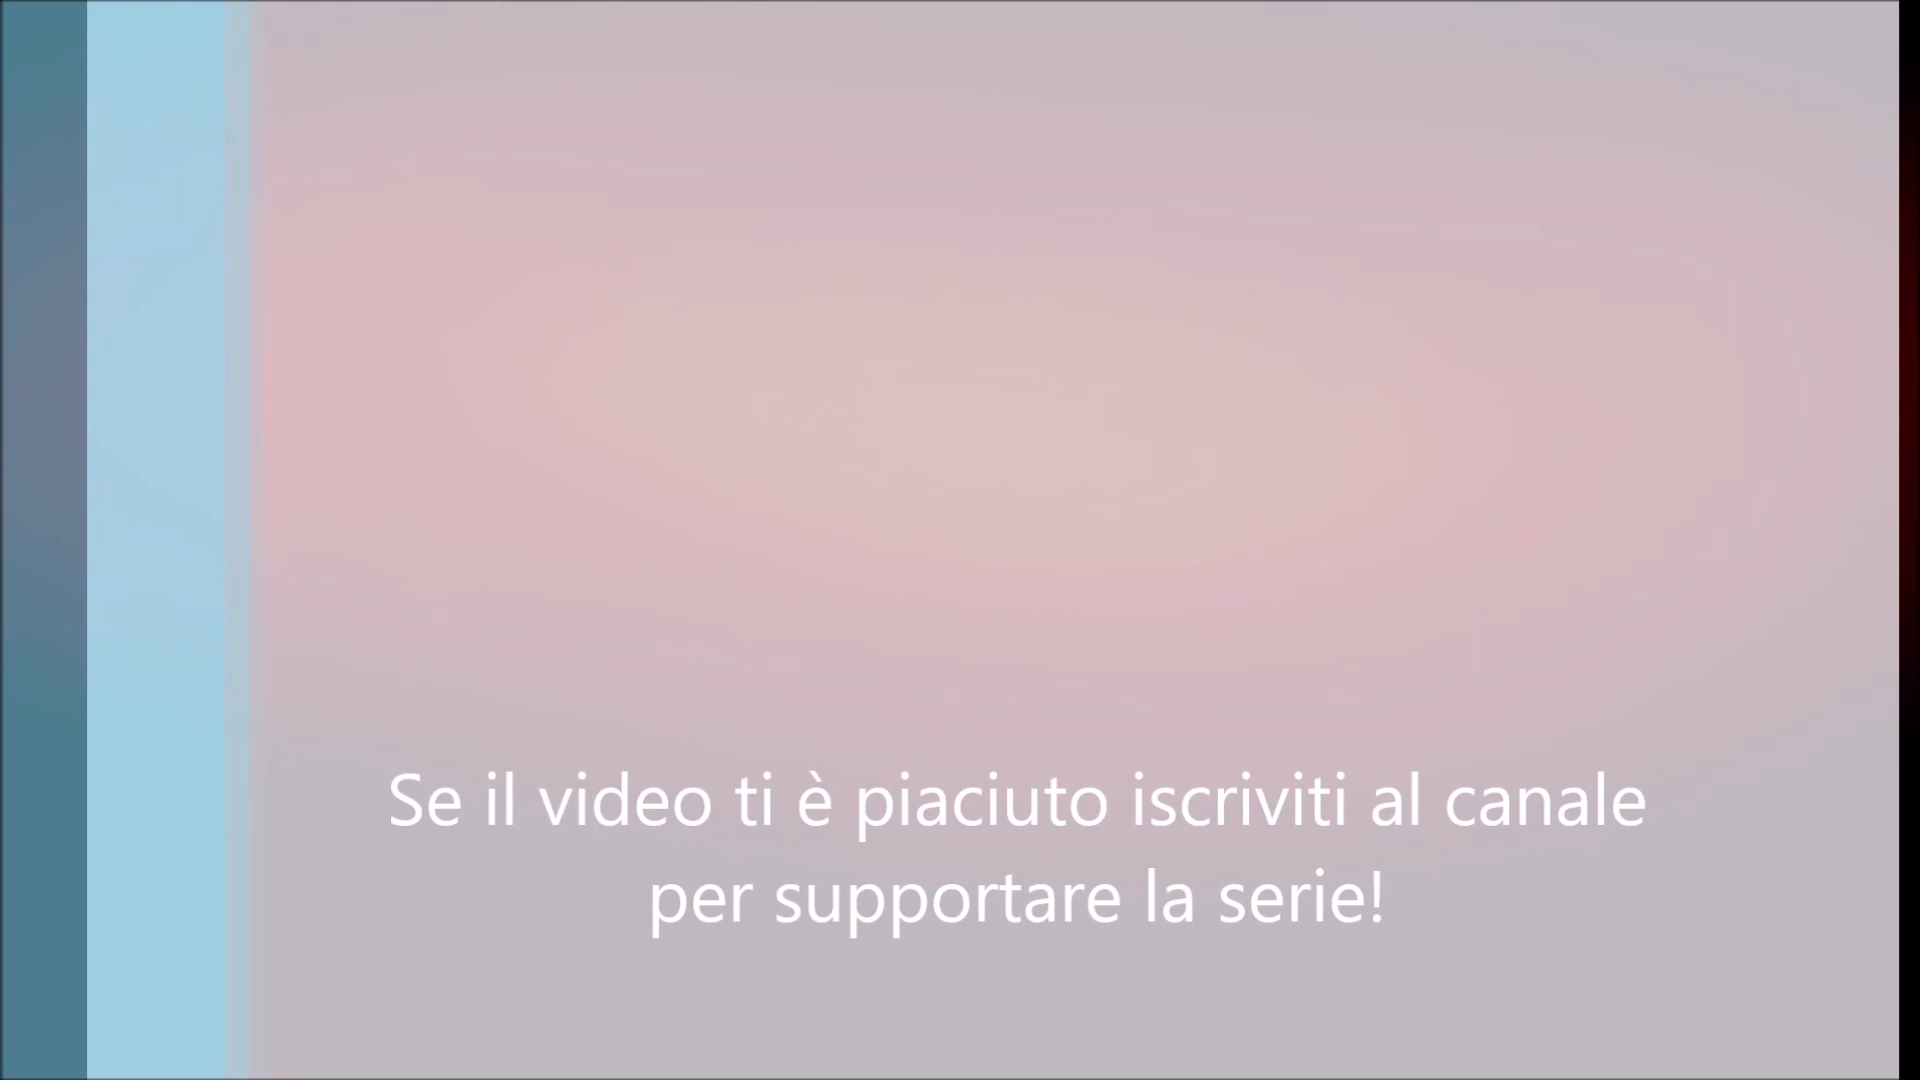 Se il video ti è piaciuto iscriviti al canale
per supportare la serie!